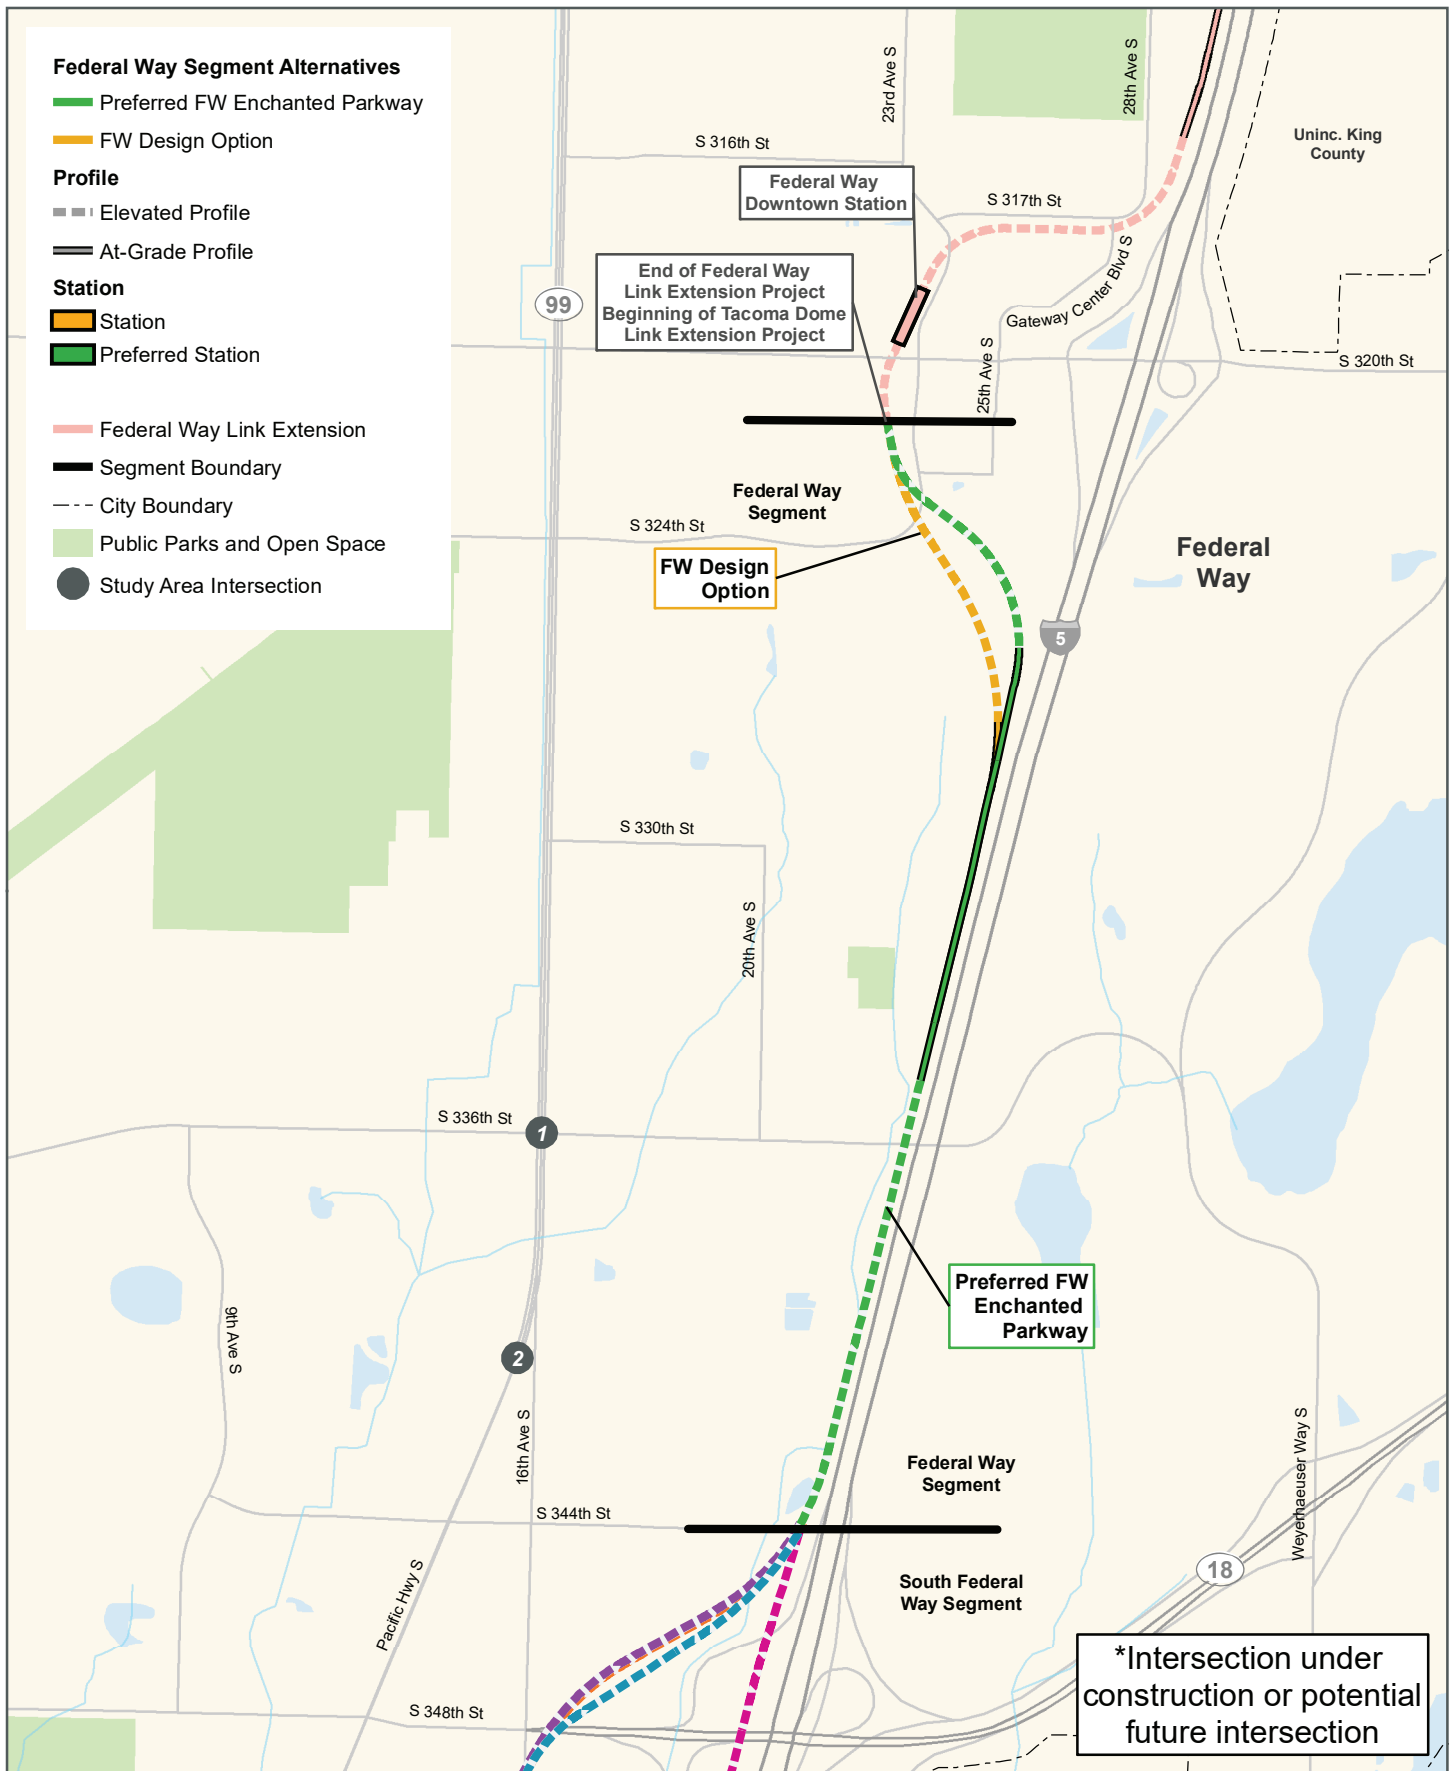 Federal Way Segment Alternatives
Preferred FW Enchanted Parkway
FW Design Option
Profile
Elevated Profile
At-Grade Profile
Station
Station
Preferred Station
Federal Way Link Extension
Segment Boundary
City Boundary
Public Parks and Open Space
Study Area Intersection
23rd Ave S
28th Ave S
Uninc. King
County
S 316th St
Federal Way
Downtown Station
S 317th St
End of Federal Way
Link Extension Project
Beginning of Tacoma Dome
Link Extension Project
99
Gateway Center Blvd S
25th Ave S
S 320th St
Federal Way
Segment
S 324th St
FW Design
Option
Federal
Way
5
S 330th St
20th Ave S
S 336th St
1
Preferred FW
Enchanted
Parkway
9th Ave S
2
16th Ave S
Weyerhaeuser Way S
Federal Way
Segment
S 344th St
Pacific Hwy S
South Federal
Way Segment
18
S 348th St
*Intersection under
construction or potential
future intersection